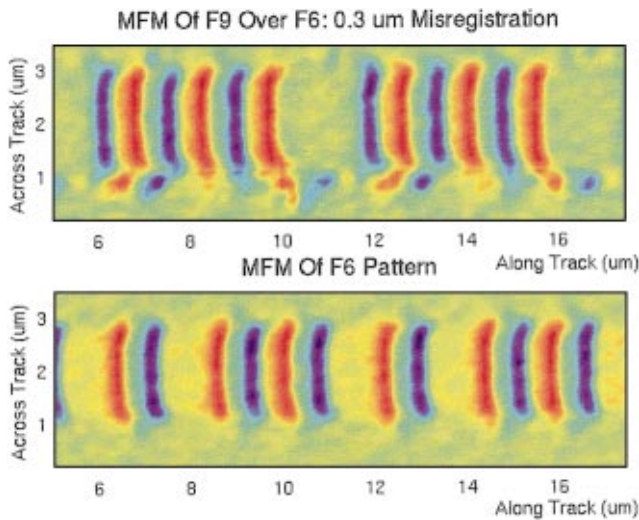 MFM Of F9 Over F6: 0.3 um Misregistration
Across Track (um)
3
2
1
6 8 10 12 14 16
Along Track (um)
MFM Of F6 Pattern
Across Track (um)
3
2
1
6 8 10 12 14 16
Along Track (um)